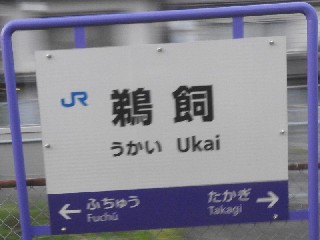 JR 鵜飼
うかい Ukai
← ふちゅう たかぎ →
Fuchū Takagi